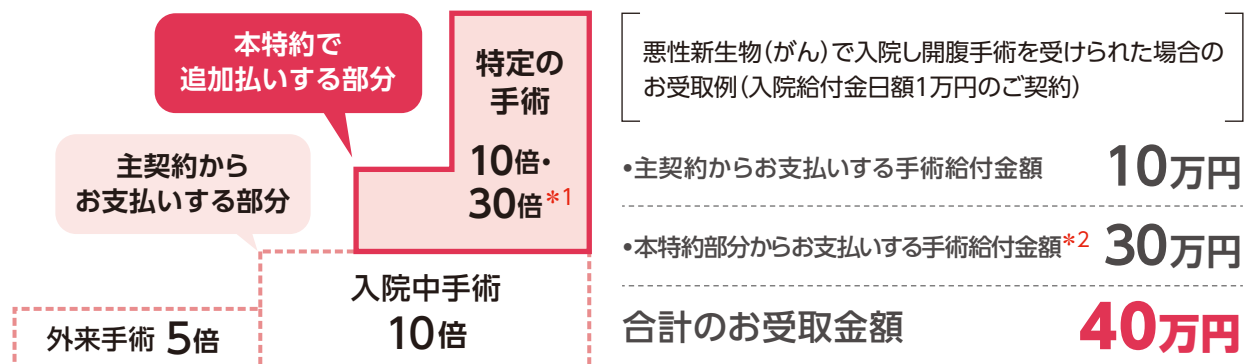 本特約で
追加払いする部分
特定の
手術
10倍・
30倍*1
主契約から
お支払いする部分
入院中手術
10倍
外来手術 5倍
悪性新生物(がん)で入院し開腹手術を受けられた場合の
お受取例(入院給付金日額1万円のご契約)
•主契約からお支払いする手術給付金額 10万円
•本特約部分からお支払いする手術給付金額*2 30万円
合計のお受取金額 40万円